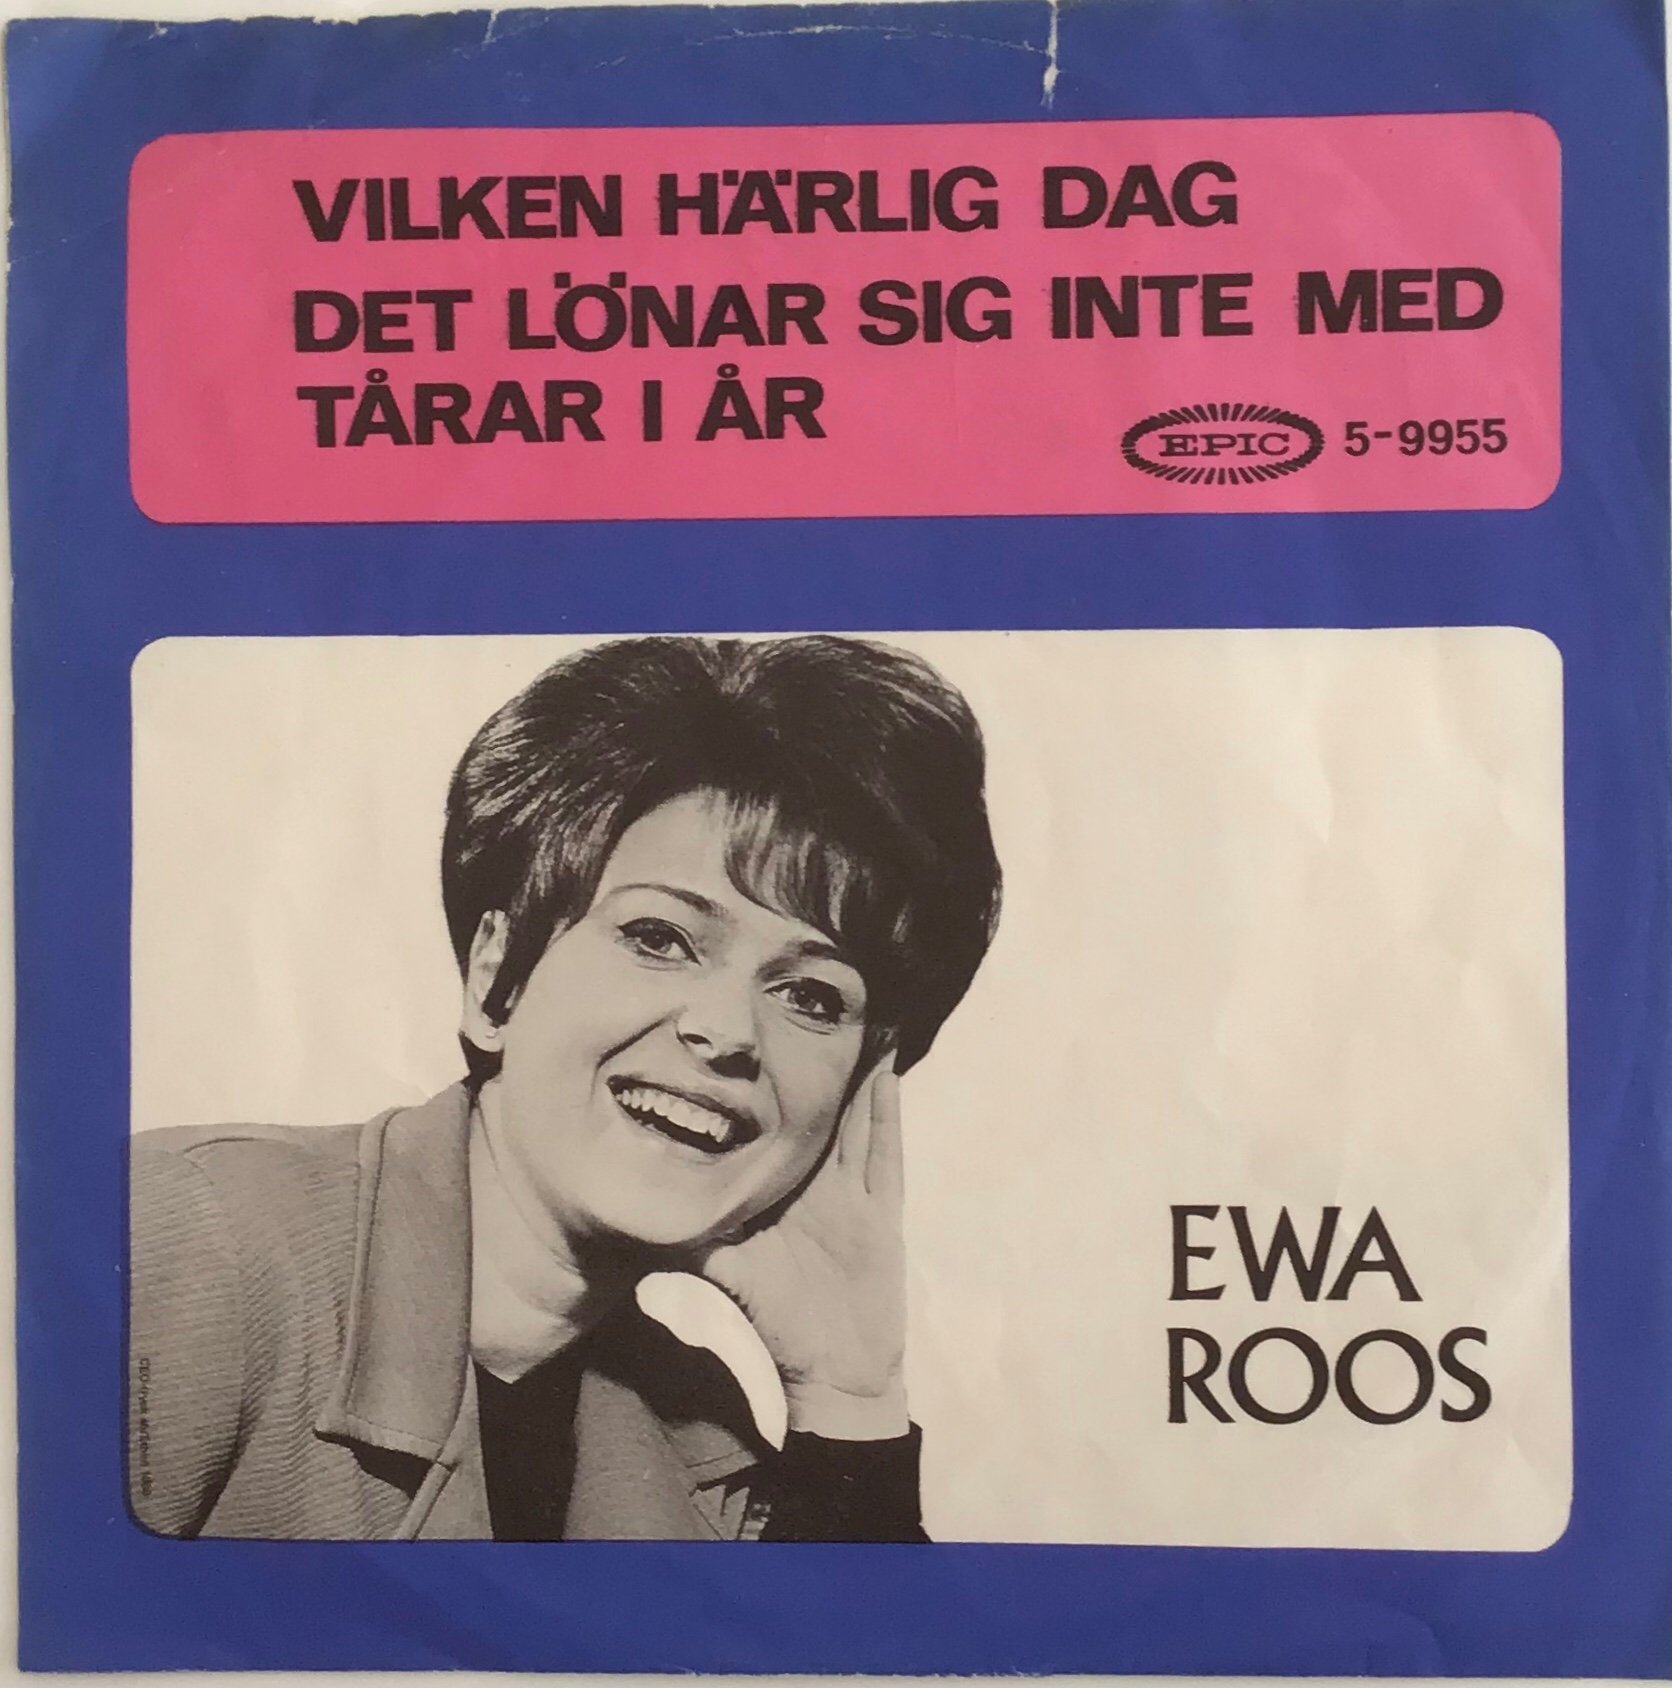 VILKEN HÄRLIG DAG
DET LÖNAR SIG INTE MED
TÅRAR I ÅR
EPIC 5-9955
EWA
ROOS